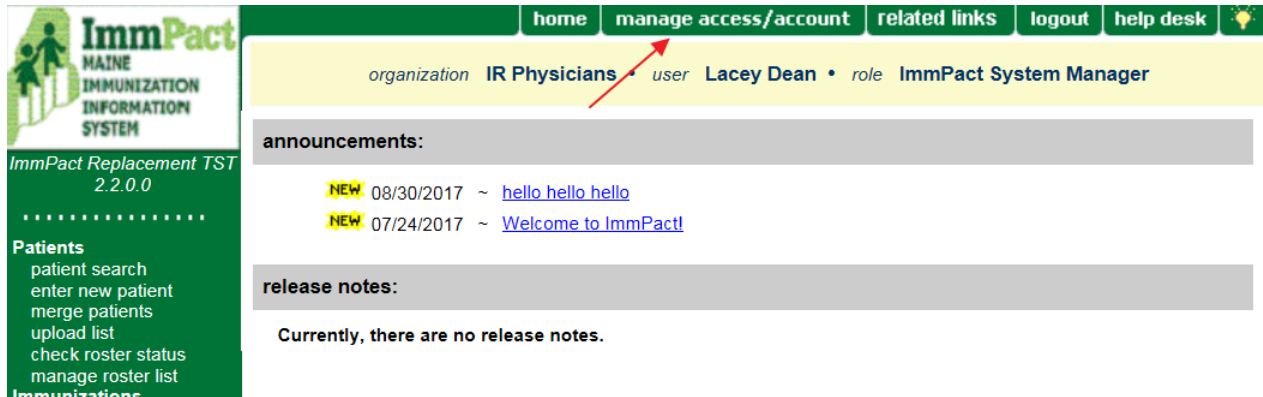 ImmPact
MAINE
IMMUNIZATION
INFORMATION
SYSTEM
home manage access/account related links logout help desk
organization IR Physicians • user Lacey Dean • role ImmPact System Manager
ImmPact Replacement TST
2.2.0.0
Patients
patient search
enter new patient
merge patients
upload list
check roster status
manage roster list
Immunizations
announcements:
NEW 08/30/2017 ~ hello hello hello
NEW 07/24/2017 ~ Welcome to ImmPact!
release notes:
Currently, there are no release notes.